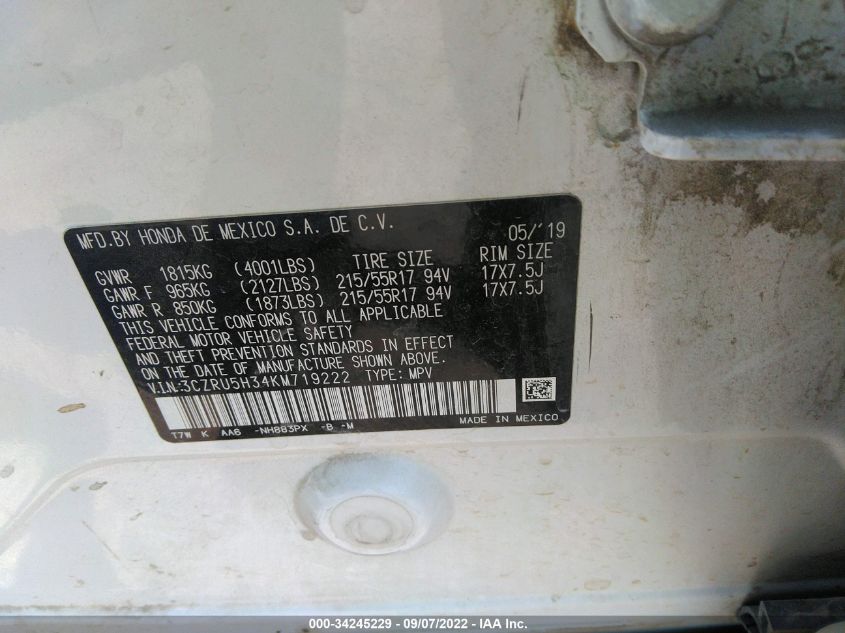 MFD.BY HONDA DE MEXICO S.A. DE C.V. 05/'19
GVWR 1815KG (4001LBS) TIRE SIZE RIM SIZE
GAWR F 965KG (2127LBS) 215/55R17 94V 17X7.5J
GAWR R 850KG (1873LBS) 215/55R17 94V 17X7.5J
THIS VEHICLE CONFORMS TO ALL APPLICABLE
FEDERAL MOTOR VEHICLE SAFETY
AND THEFT PREVENTION STANDARDS IN EFFECT
ON THE DATE OF MANUFACTURE SHOWN ABOVE.
VIN:3CZRU5H34KM719222 TYPE: MPV
T7W K AA6 -NH883PX -B -M MADE IN MEXICO
000-34245229 - 09/07/2022 - IAA Inc.